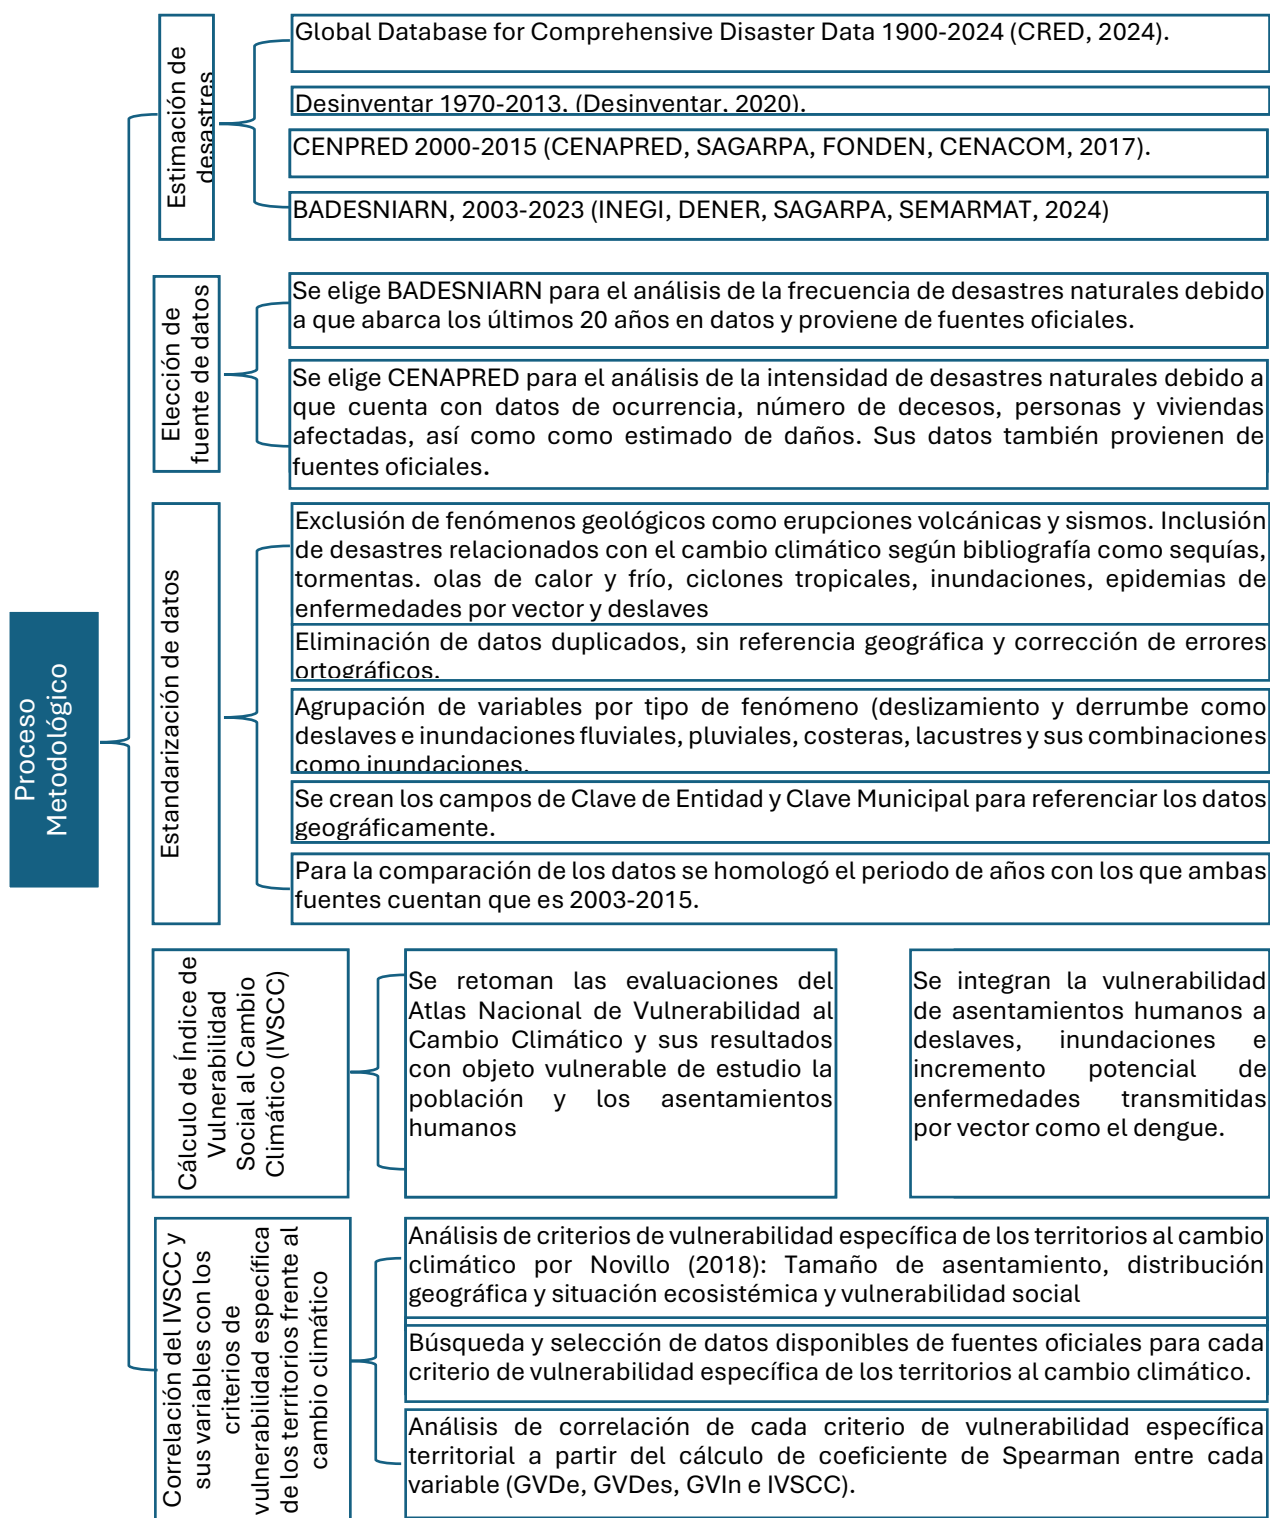 Proceso
Metodológico
Estimación de
desastres
Global Database for Comprehensive Disaster Data 1900-2024 (CRED, 2024).
Desinventar 1970-2013. (Desinventar, 2020).
CENPRED 2000-2015 (CENAPRED, SAGARPA, FONDEN, CENACOM, 2017).
BADESNIARN, 2003-2023 (INEGI, DENER, SAGARPA, SEMARMAT, 2024)
Elección de
fuente de datos
Se elige BADESNIARN para el análisis de la frecuencia de desastres naturales debido
a que abarca los últimos 20 años en datos y proviene de fuentes oficiales.
Se elige CENAPRED para el análisis de la intensidad de desastres naturales debido a
que cuenta con datos de ocurrencia, número de decesos, personas y viviendas
afectadas, así como como estimado de daños. Sus datos también provienen de
fuentes oficiales.
Estandarización de datos
Exclusión de fenómenos geológicos como erupciones volcánicas y sismos. Inclusión
de desastres relacionados con el cambio climático según bibliografía como sequías,
tormentas. olas de calor y frío, ciclones tropicales, inundaciones, epidemias de
enfermedades por vector y deslaves
Eliminación de datos duplicados, sin referencia geográfica y corrección de errores
ortográficos.
Agrupación de variables por tipo de fenómeno (deslizamiento y derrumbe como
deslaves e inundaciones fluviales, pluviales, costeras, lacustres y sus combinaciones
como inundaciones.
Se crean los campos de Clave de Entidad y Clave Municipal para referenciar los datos
geográficamente.
Para la comparación de los datos se homologó el periodo de años con los que ambas
fuentes cuentan que es 2003-2015.
Cálculo de Índice de
Vulnerabilidad
Social al Cambio
Climático (IVSCC)
Se retoman las evaluaciones del
Atlas Nacional de Vulnerabilidad al
Cambio Climático y sus resultados
con objeto vulnerable de estudio la
población y los asentamientos
humanos
Se integran la vulnerabilidad
de asentamientos humanos a
deslaves, inundaciones e
incremento potencial de
enfermedades transmitidas
por vector como el dengue.
Correlación del IVSCC y
sus variables con los
criterios de
vulnerabilidad específica
de los territorios frente al
cambio climático
Análisis de criterios de vulnerabilidad específica de los territorios al cambio
climático por Novillo (2018): Tamaño de asentamiento, distribución
geográfica y situación ecosistémica y vulnerabilidad social
Búsqueda y selección de datos disponibles de fuentes oficiales para cada
criterio de vulnerabilidad específica de los territorios al cambio climático.
Análisis de correlación de cada criterio de vulnerabilidad específica
territorial a partir del cálculo de coeficiente de Spearman entre cada
variable (GVDe, GVDes, GVIn e IVSCC).